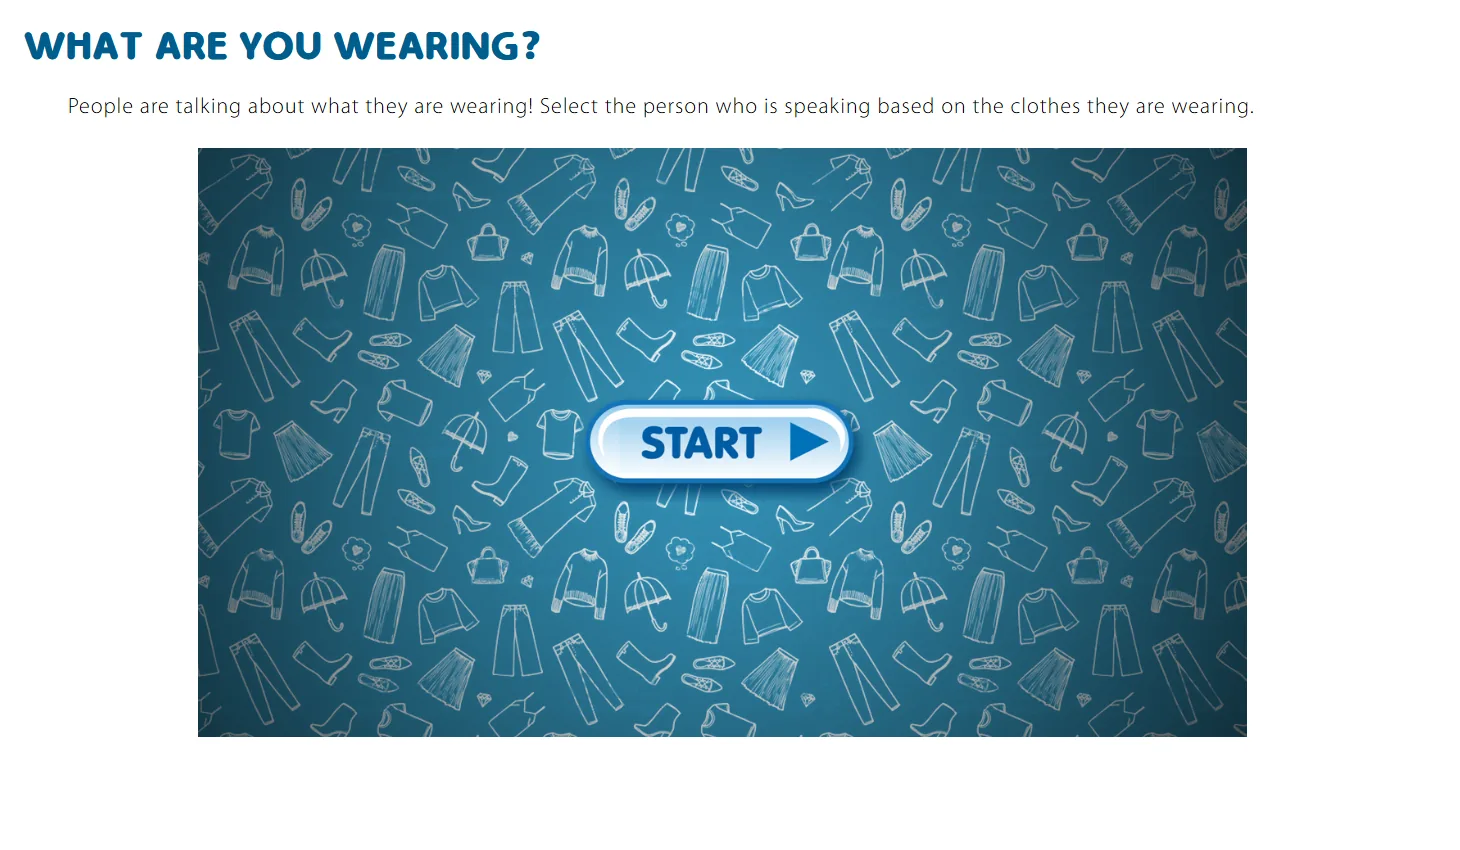 WHAT ARE YOU WEARING?
People are talking about what they are wearing! Select the person who is speaking based on the clothes they are wearing.
START